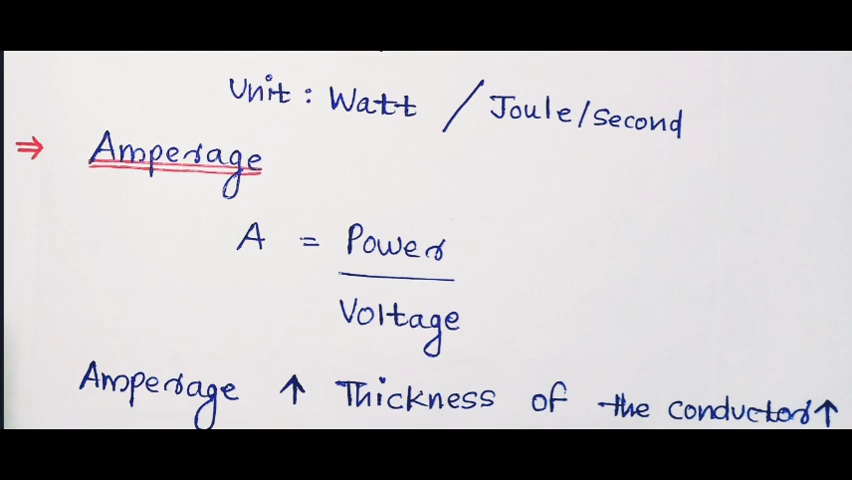 Unit : Watt / Joule/Second
⇒ Amperage
A = Power
Voltage
Amperage ↑ Thickness of the conductor ↑